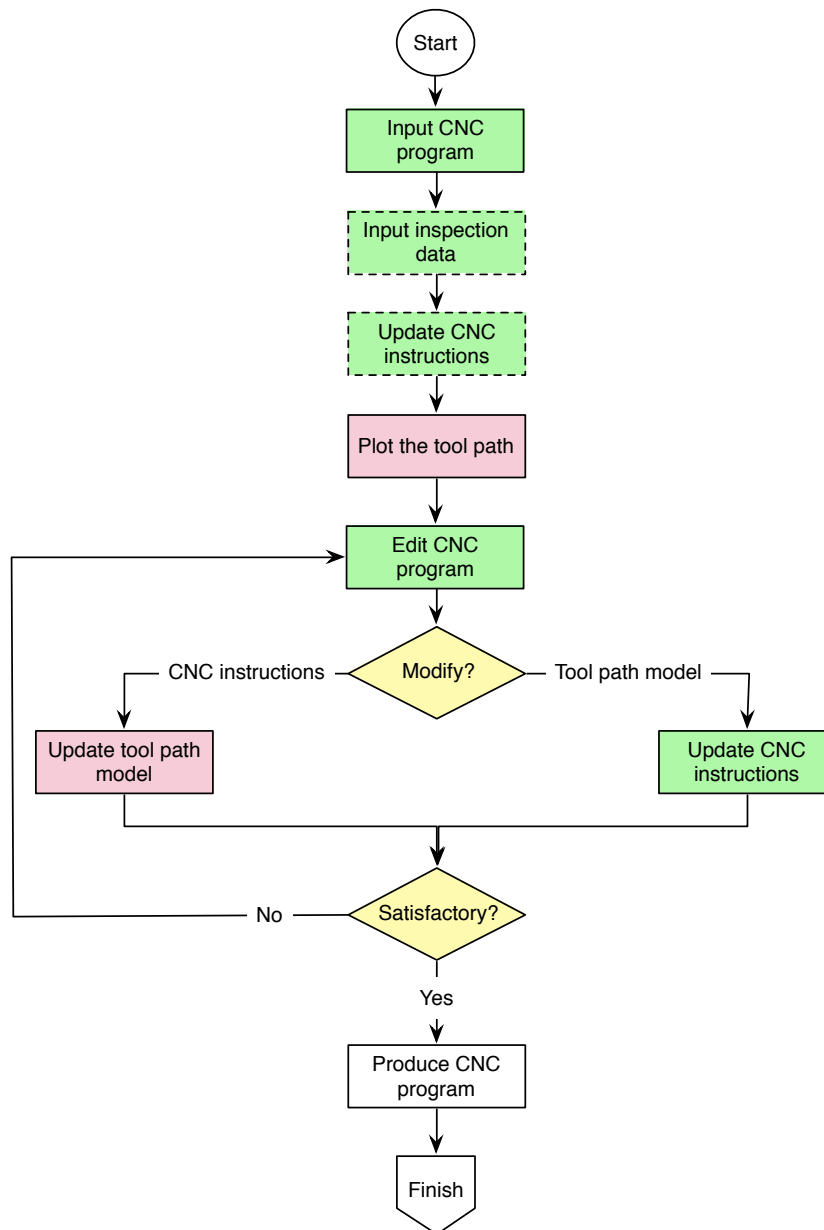 Start
Input CNC
program
Input inspection
data
Update CNC
instructions
Plot the tool path
Edit CNC
program
CNC instructions
Modify?
Tool path model
Update tool path
model
Update CNC
instructions
No
Satisfactory?
Yes
Produce CNC
program
Finish